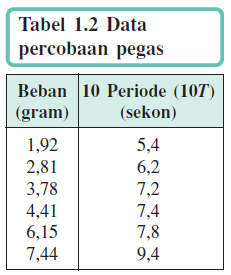 Tabel 1.2 Data
percobaan pegas
Beban 10 Periode (10T)
(gram) (sekon)
1,92 5,4
2,81 6,2
3,78 7,2
4,41 7,4
6,15 7,8
7,44 9,4